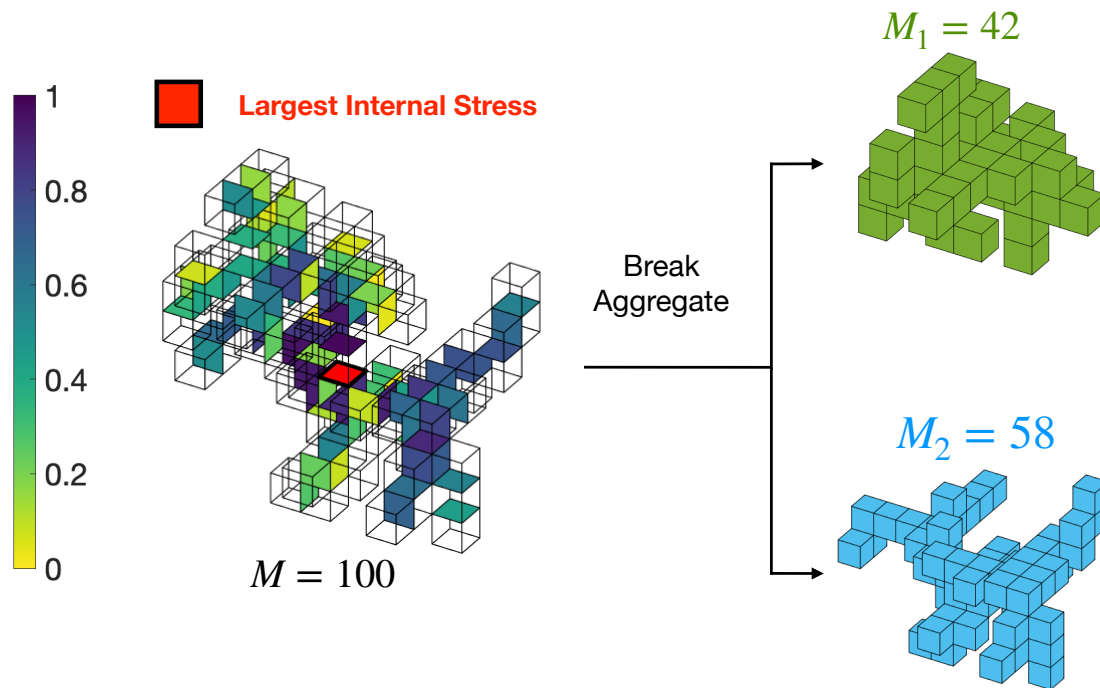 M₁ = 42
Largest Internal Stress
1
0.8
0.6
0.4
0.2
0
Break
Aggregate
M₂ = 58
M = 100